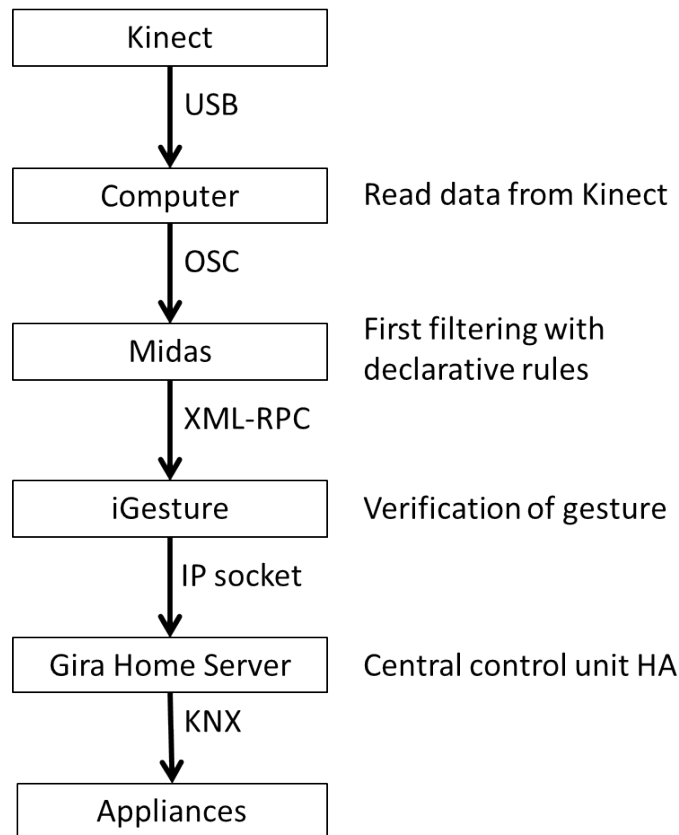 Kinect
USB
Computer
Read data from Kinect
OSC
Midas
First filtering with
declarative rules
XML-RPC
iGesture
Verification of gesture
IP socket
Gira Home Server
Central control unit HA
KNX
Appliances